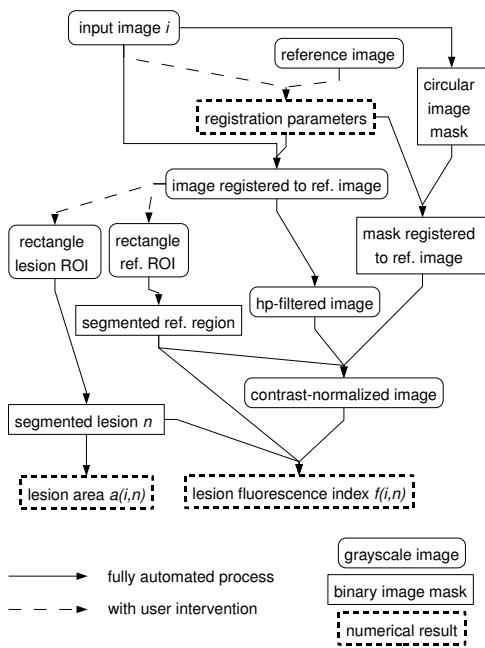 input image i
reference image
circular
image
mask
registration parameters
image registered to ref. image
rectangle
lesion ROI
rectangle
ref. ROI
mask registered
to ref. image
hp-filtered image
segmented ref. region
contrast-normalized image
segmented lesion n
lesion area a(i,n)
lesion fluorescence index f(i,n)
fully automated process
with user intervention
grayscale image
binary image mask
numerical result